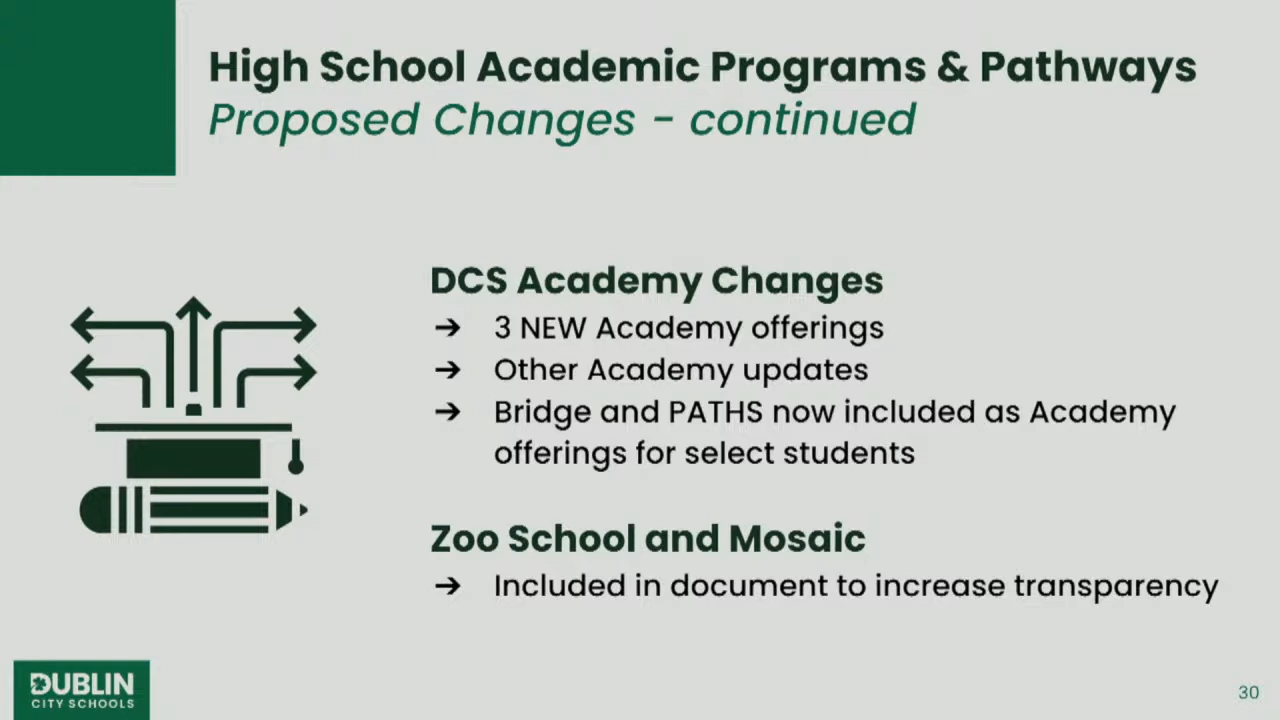 High School Academic Programs & Pathways
Proposed Changes - continued
DCS Academy Changes
➔ 3 NEW Academy offerings
➔ Other Academy updates
➔ Bridge and PATHS now included as Academy
offerings for select students
Zoo School and Mosaic
➔ Included in document to increase transparency
DUBLIN
CITY SCHOOLS
30